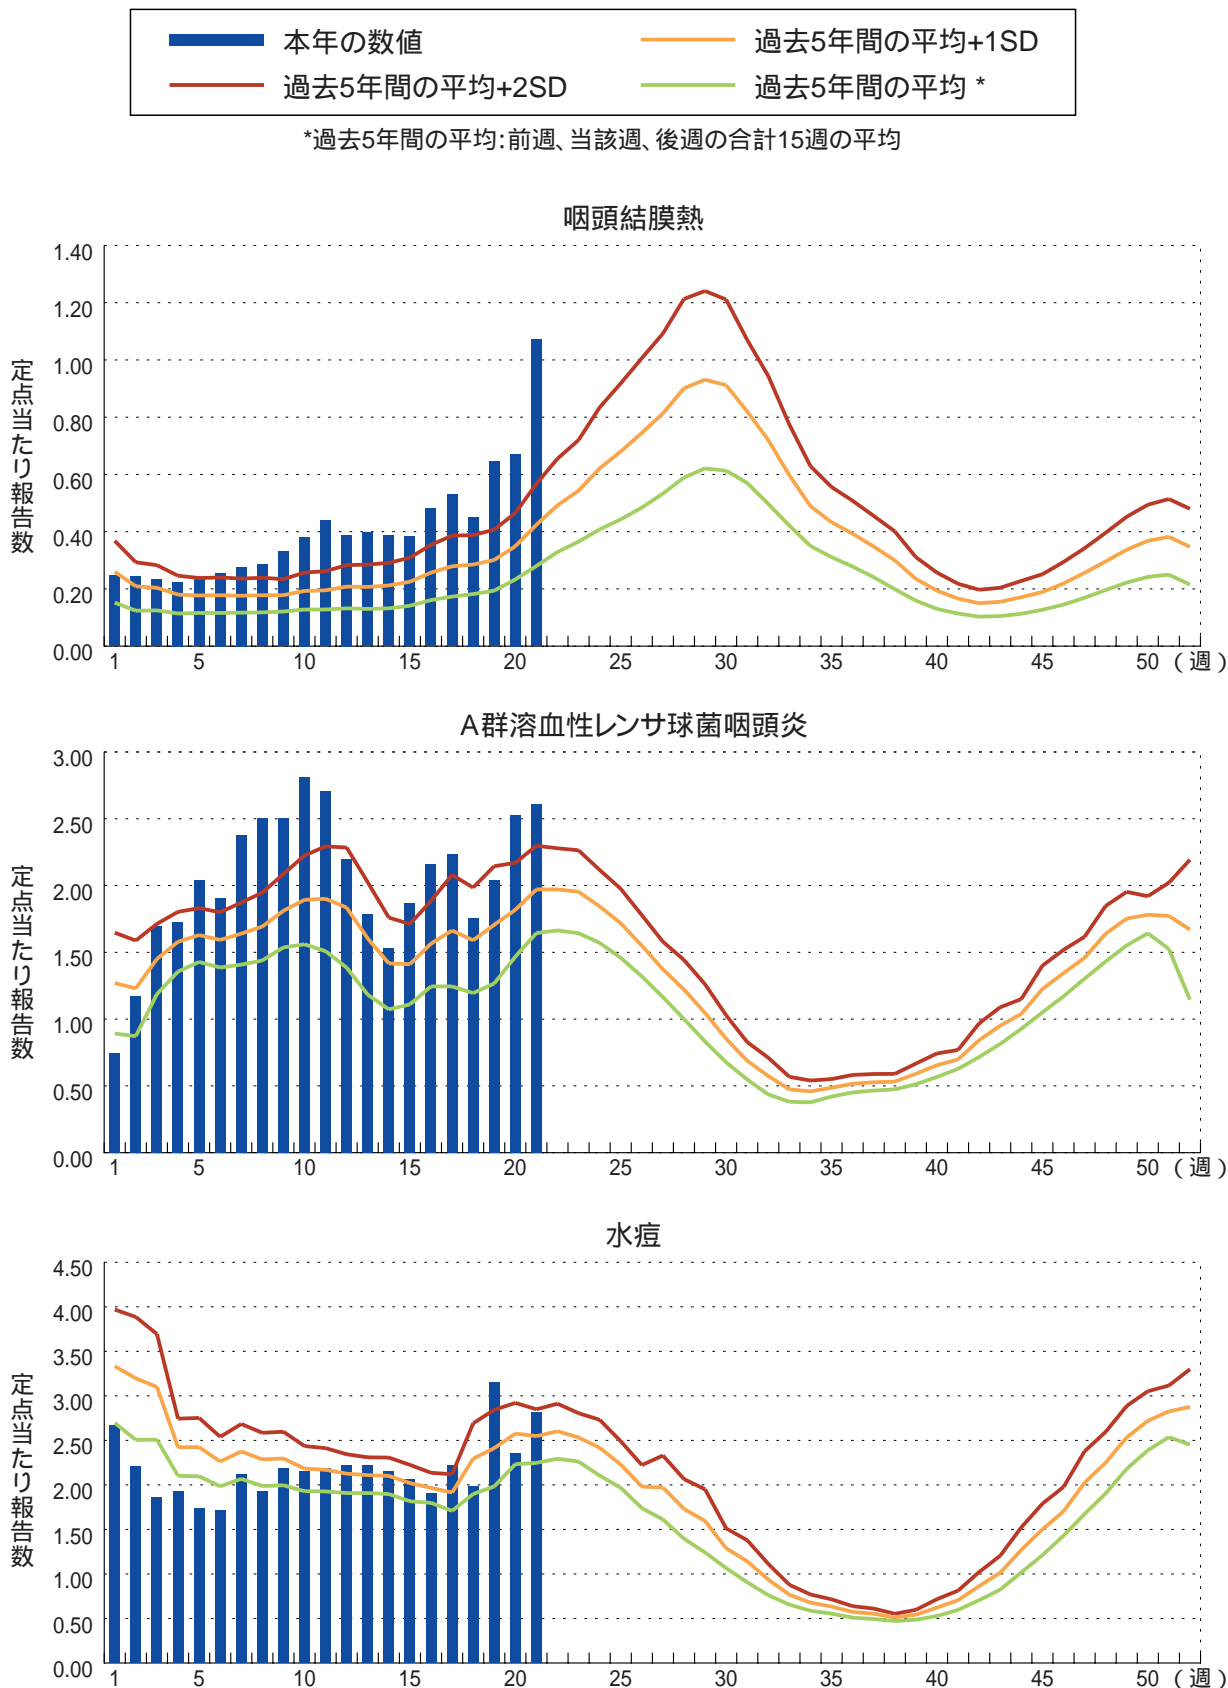 本年の数値
過去5年間の平均+1SD
過去5年間の平均+2SD
過去5年間の平均 *
*過去5年間の平均:前週、当該週、後週の合計15週の平均
咽頭結膜熱
定点当たり報告数
1.40
1.20
1.00
0.80
0.60
0.40
0.20
0.00
1 5 10 15 20 25 30 35 40 45 50 (週)
A群溶血性レンサ球菌咽頭炎
定点当たり報告数
3.00
2.50
2.00
1.50
1.00
0.50
0.00
1 5 10 15 20 25 30 35 40 45 50 (週)
水痘
定点当たり報告数
4.50
4.00
3.50
3.00
2.50
2.00
1.50
1.00
0.50
0.00
1 5 10 15 20 25 30 35 40 45 50 (週)